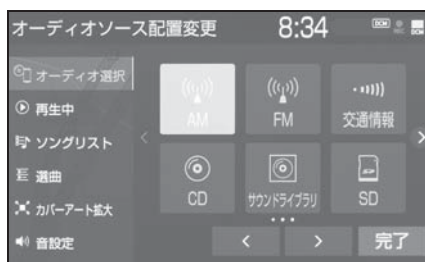 オーディオソース配置変更
8:34
DCM
REC
DCM
オーディオ選択
再生中
ソングリスト
選曲
カバーアート拡大
音設定
AM
FM
交通情報
CD
サウンドライブラリ
SD
完了